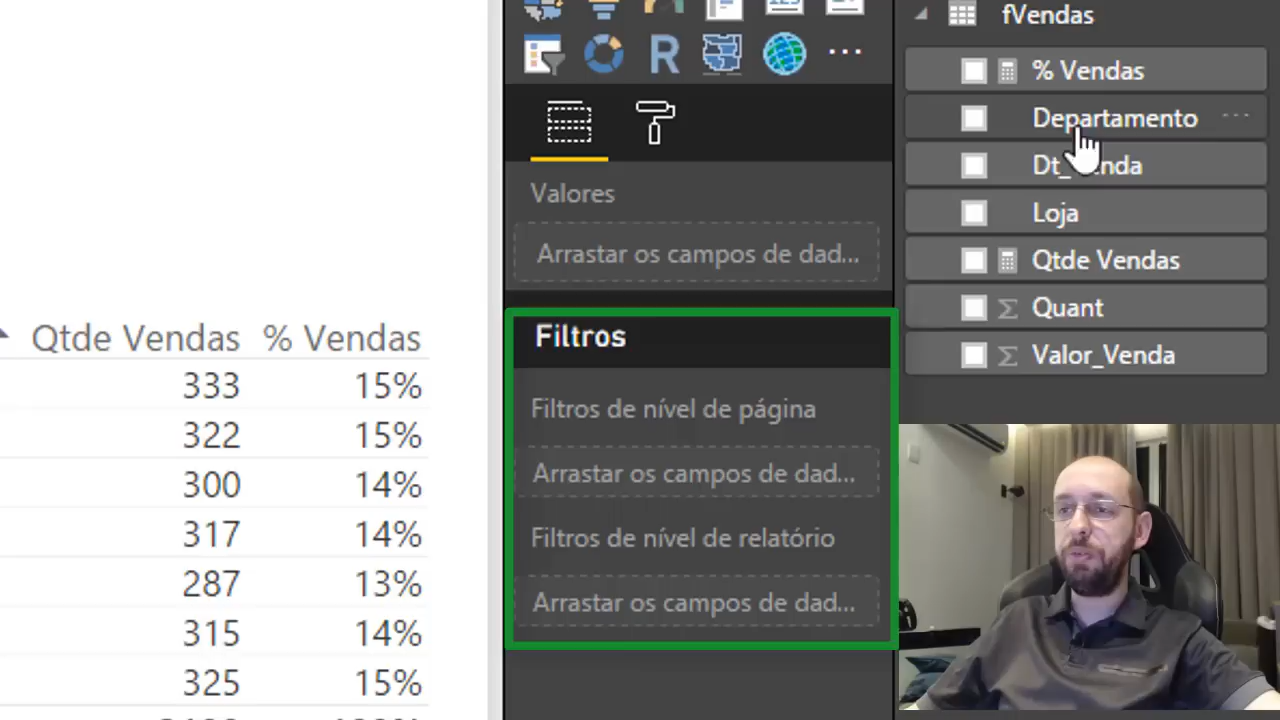 Qtde Vendas % Vendas
333 15%
322 15%
300 14%
317 14%
287 13%
315 14%
325 15%
R
Valores
Arrastar os campos de dad...
Filtros
Filtros de nível de página
Arrastar os campos de dad...
Filtros de nível de relatório
Arrastar os campos de dad...
fVendas
% Vendas
Departamento
Loja
Qtde Vendas
Σ Quant
Σ Valor_Venda